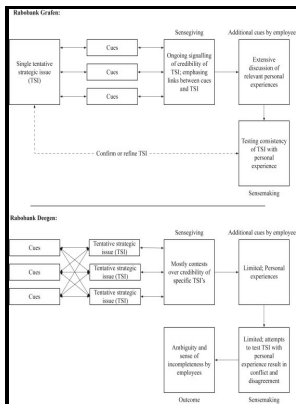 Rabobank Grafen:
Sensegiving
Additional cues by employee
Single tentative
strategic issue
(TSI)
Cues
Cues
Cues
Ongoing signalling
of credibility of
TSI; emphasing
links between cues
and TSI
Extensive
discussion of
relevant personal
experiences
Testing consistency
of TSI with
personal
experience
Confirm or refine TSI
Sensemaking
Rabobank Deegen:
Sensegiving
Additional cues by employee
Cues
Cues
Cues
Tentative strategic
issue (TSI)
Tentative strategic
issue (TSI)
Tentative strategic
issue (TSI)
Mostly contests
over credibility of
specific TSI's
Limited; Personal
experiences
Ambiguity and
sense of
incompleteness by
employees
Limited; attempts
to test TSI with
personal
experience result in
conflict and
disagreement
Outcome
Sensemaking